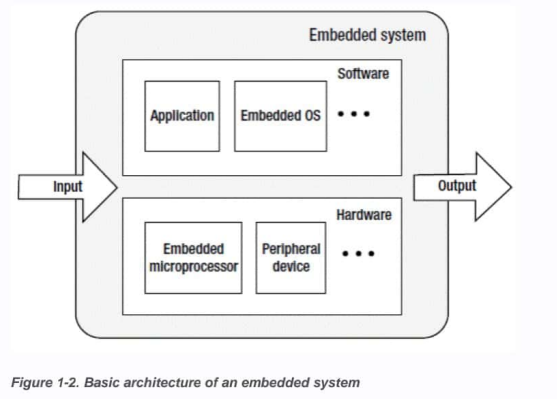 Embedded system
Software
Application
Embedded OS
•••
Input
Output
Hardware
Embedded
microprocessor
Peripheral
device
•••
Figure 1-2. Basic architecture of an embedded system